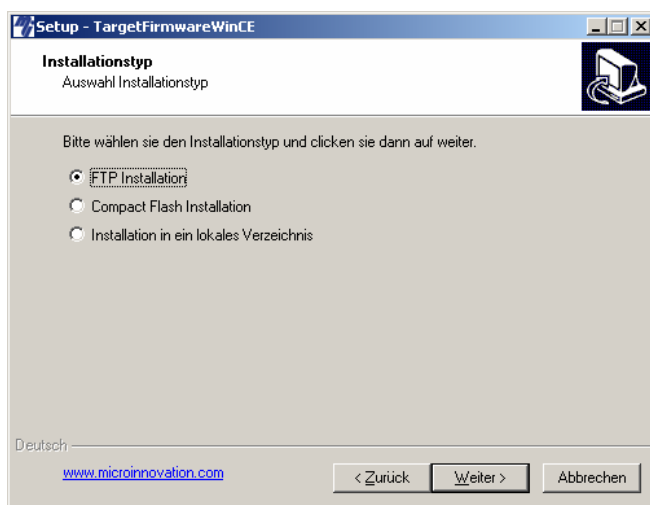 Setup - TargetFirmwareWinCE
Installationstyp
Auswahl Installationstyp
Bitte wählen sie den Installationstyp und clicken sie dann auf weiter.
FTP Installation
Compact Flash Installation
Installation in ein lokales Verzeichnis
Deutsch
www.microinnovation.com
< Zurück
Weiter >
Abbrechen